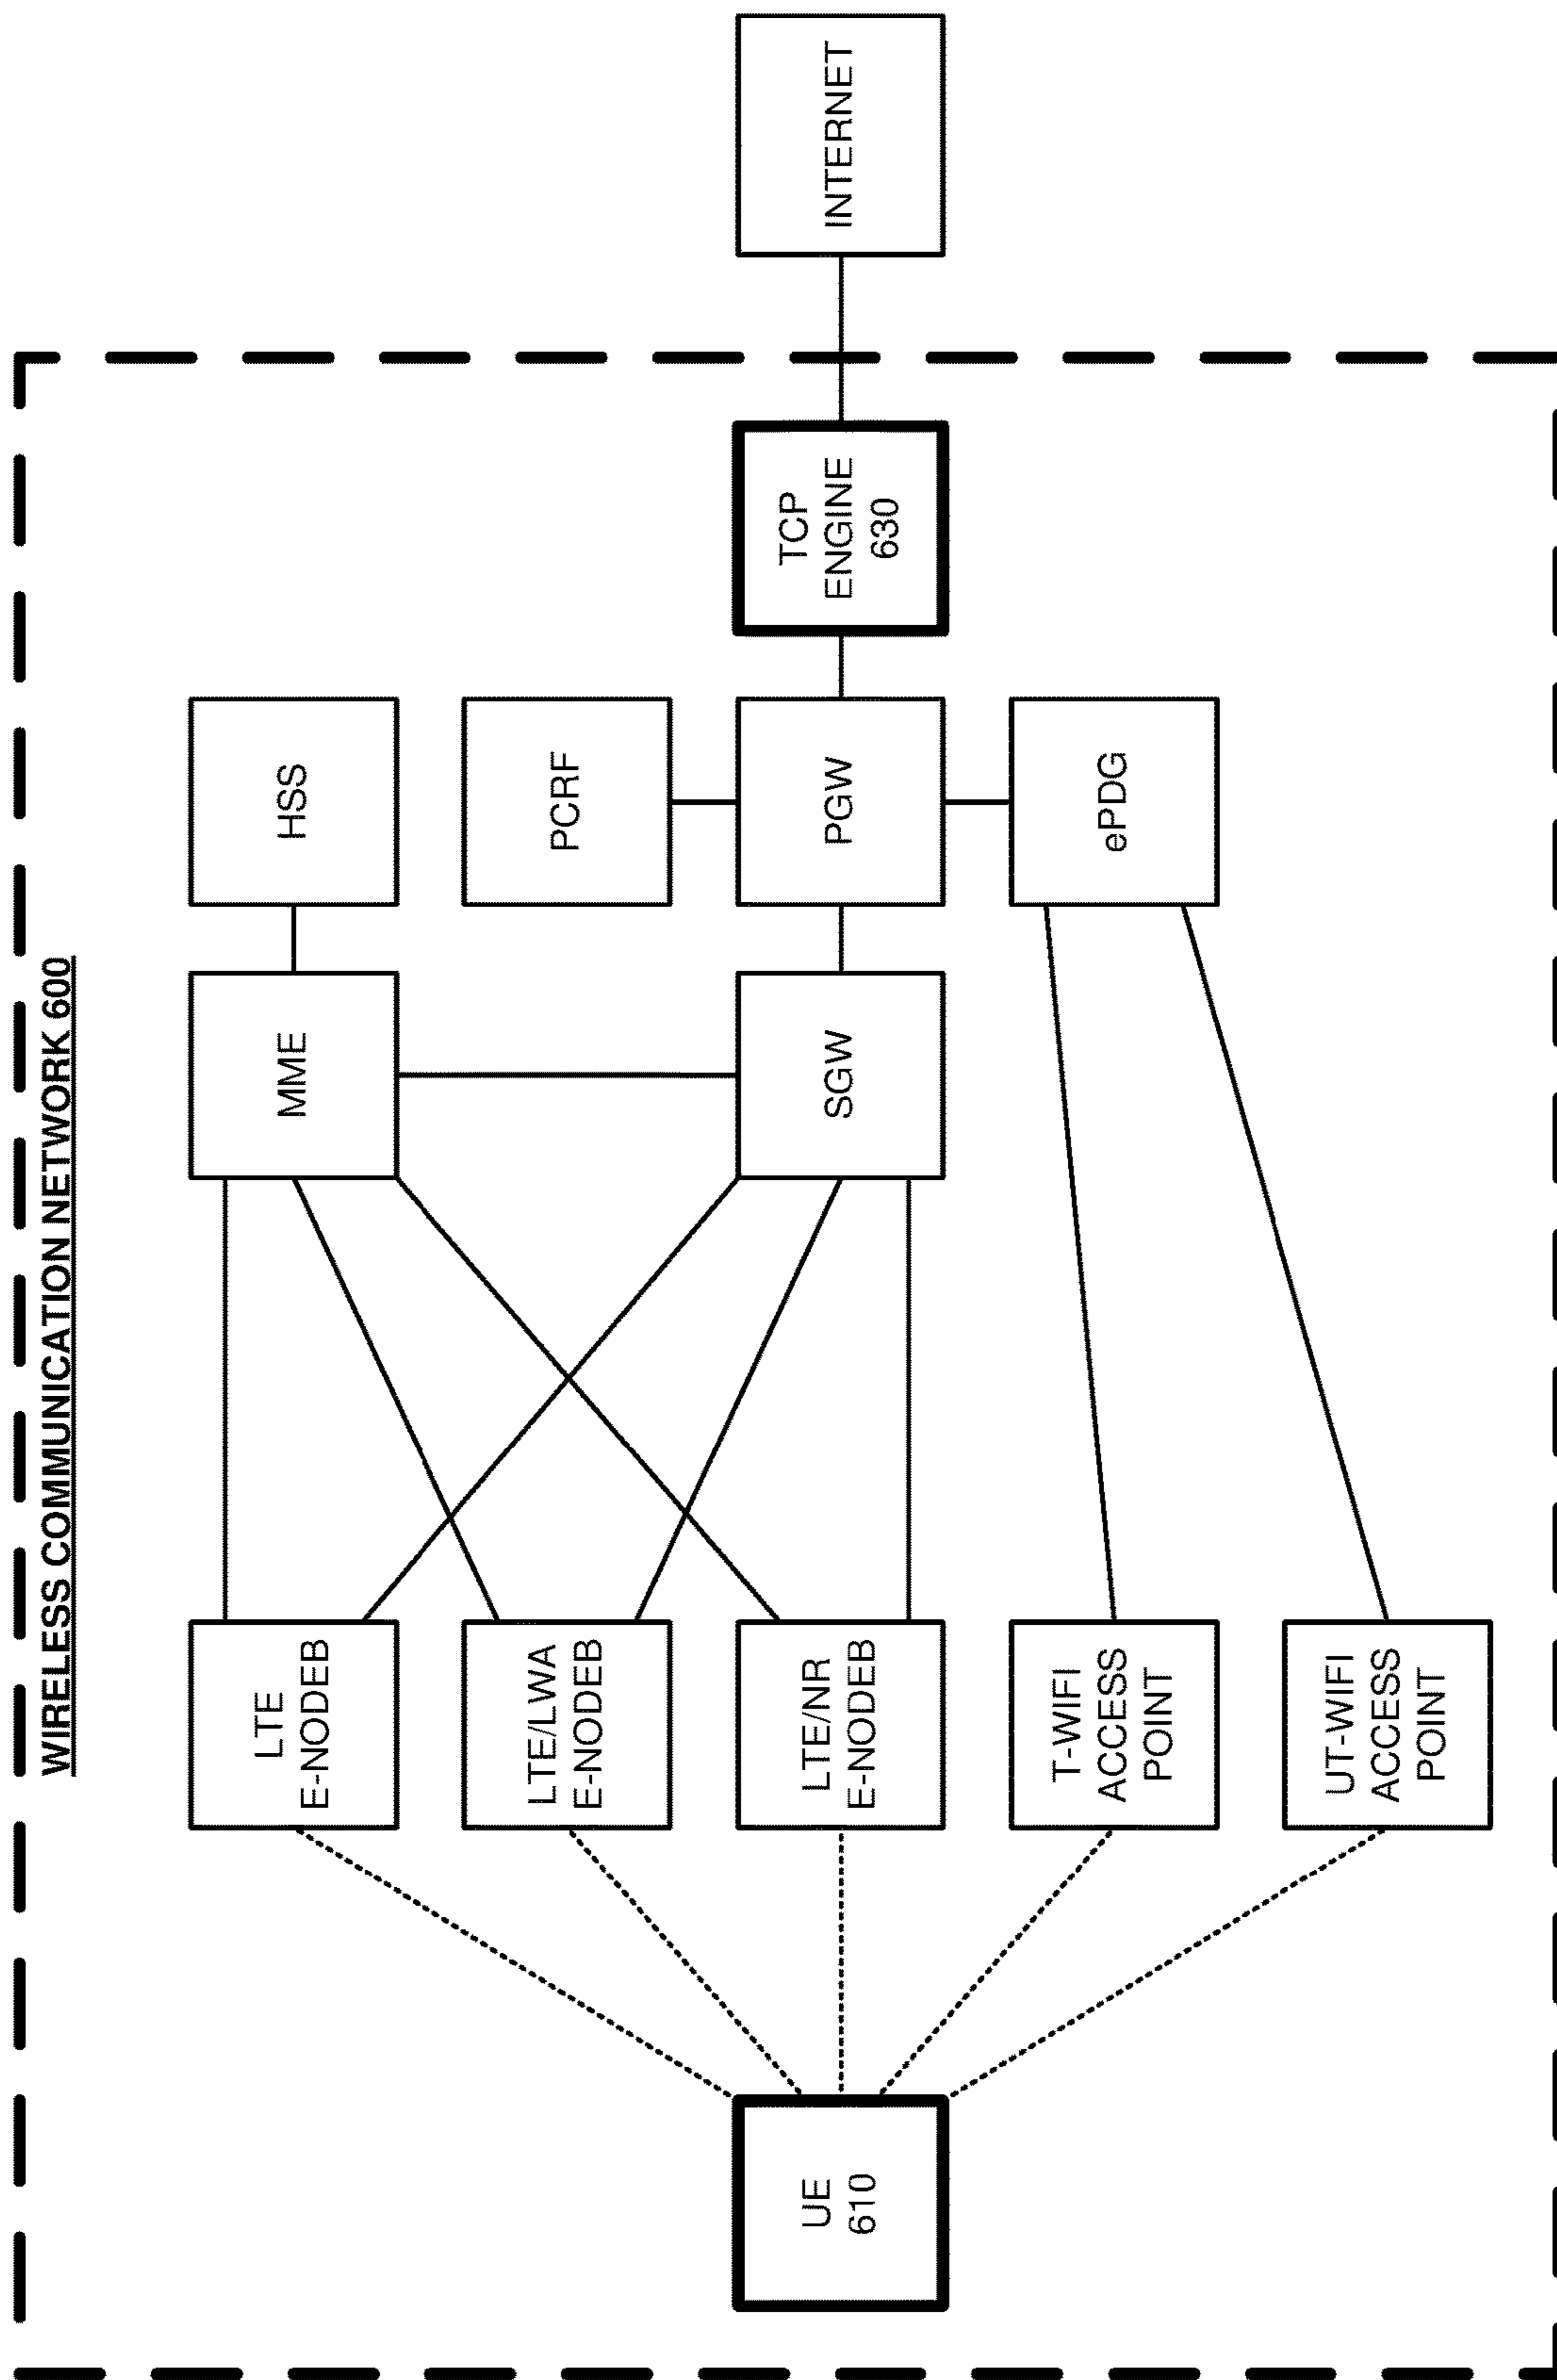 WIRELESS COMMUNICATION NETWORK 600
LTE
E-NODEB
MME
HSS
LTE/LWA
E-NODEB
PCRF
UE
610
LTE/NR
E-NODEB
SGW
PGW
TCP
ENGINE
630
INTERNET
T-WIFI
ACCESS
POINT
ePDG
UT-WIFI
ACCESS
POINT